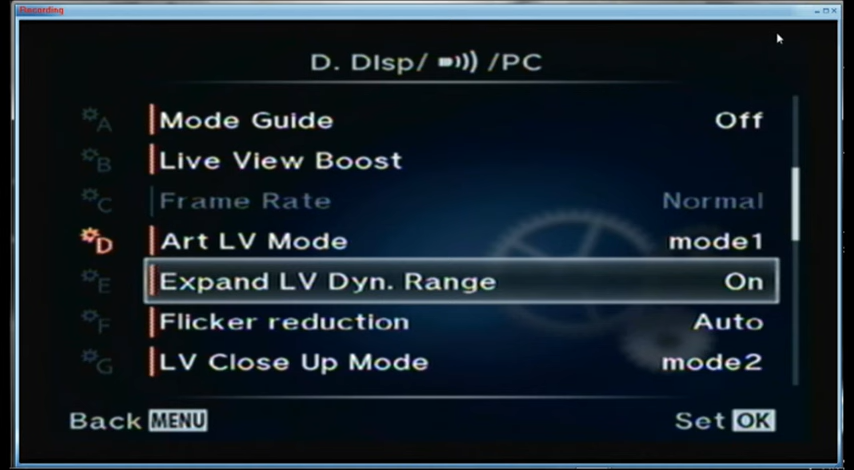 Recording
D. DIsp/ /PC
A
Mode Guide Off
B
Live View Boost
C
Frame Rate Normal
D
Art LV Mode mode1
E
Expand LV Dyn. Range On
F
Flicker reduction Auto
G
LV Close Up Mode mode2
Back MENU Set OK